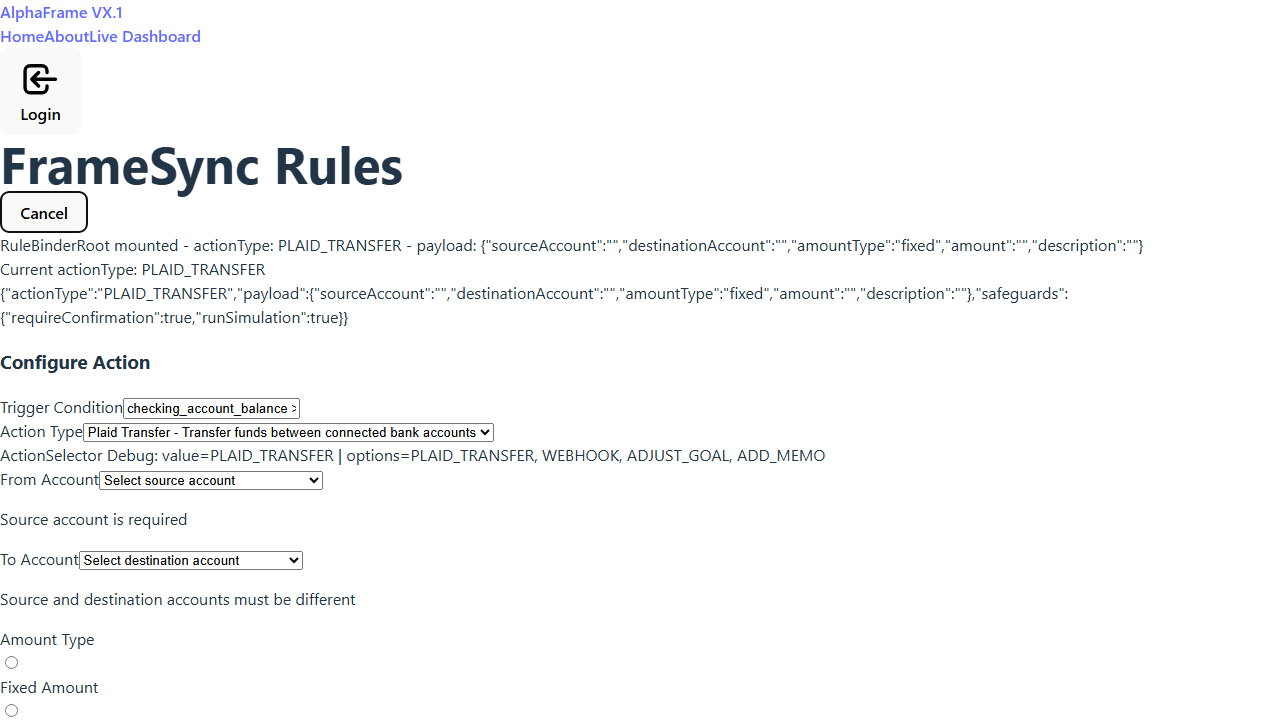 AlphaFrame VX.1
HomeAboutLive Dashboard
Login
FrameSync Rules
Cancel
RuleBinderRoot mounted - actionType: PLAID_TRANSFER - payload: {"sourceAccount":"","destinationAccount":"","amountType":"fixed","amount":"","description":""}
Current actionType: PLAID_TRANSFER
{"actionType":"PLAID_TRANSFER","payload":{"sourceAccount":"","destinationAccount":"","amountType":"fixed","amount":"","description":""},"safeguards":
{"requireConfirmation":true,"runSimulation":true}}
Configure Action
Trigger Condition checking_account_balance >
Action Type Plaid Transfer - Transfer funds between connected bank accounts
ActionSelector Debug: value=PLAID_TRANSFER | options=PLAID_TRANSFER, WEBHOOK, ADJUST_GOAL, ADD_MEMO
From Account Select source account
Source account is required
To Account Select destination account
Source and destination accounts must be different
Amount Type
Fixed Amount